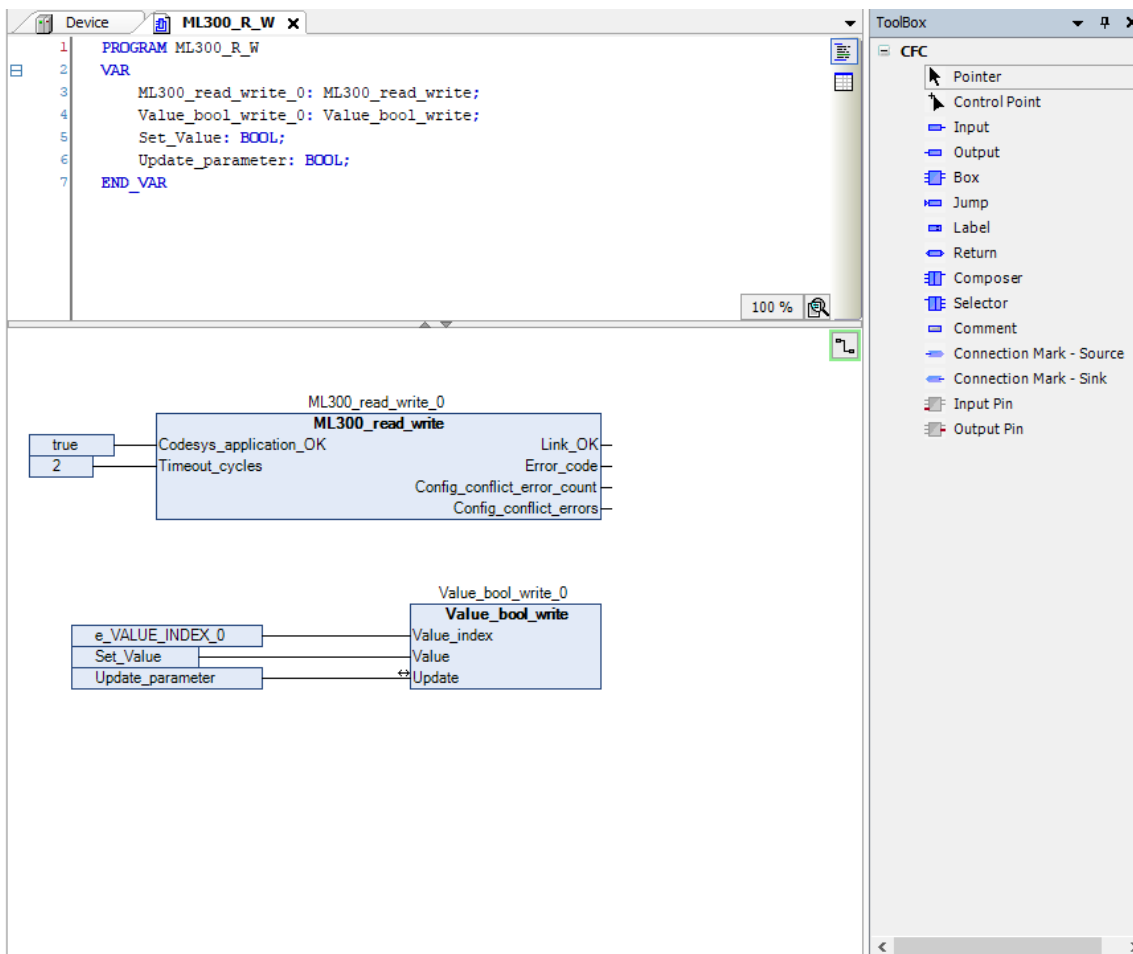 Device
ML300_R_W
1 PROGRAM ML300_R_W
2 VAR
3 ML300_read_write_0: ML300_read_write;
4 Value_bool_write_0: Value_bool_write;
5 Set_Value: BOOL;
6 Update_parameter: BOOL;
7 END_VAR
100 %
ML300_read_write_0
ML300_read_write
true
Codesys_application_OK
Link_OK
2
Timeout_cycles
Error_code
Config_conflict_error_count
Config_conflict_errors
Value_bool_write_0
Value_bool_write
e_VALUE_INDEX_0
Value_index
Set_Value
Value
Update_parameter
Update
ToolBox
CFC
Pointer
Control Point
Input
Output
Box
Jump
Label
Return
Composer
Selector
Comment
Connection Mark - Source
Connection Mark - Sink
Input Pin
Output Pin